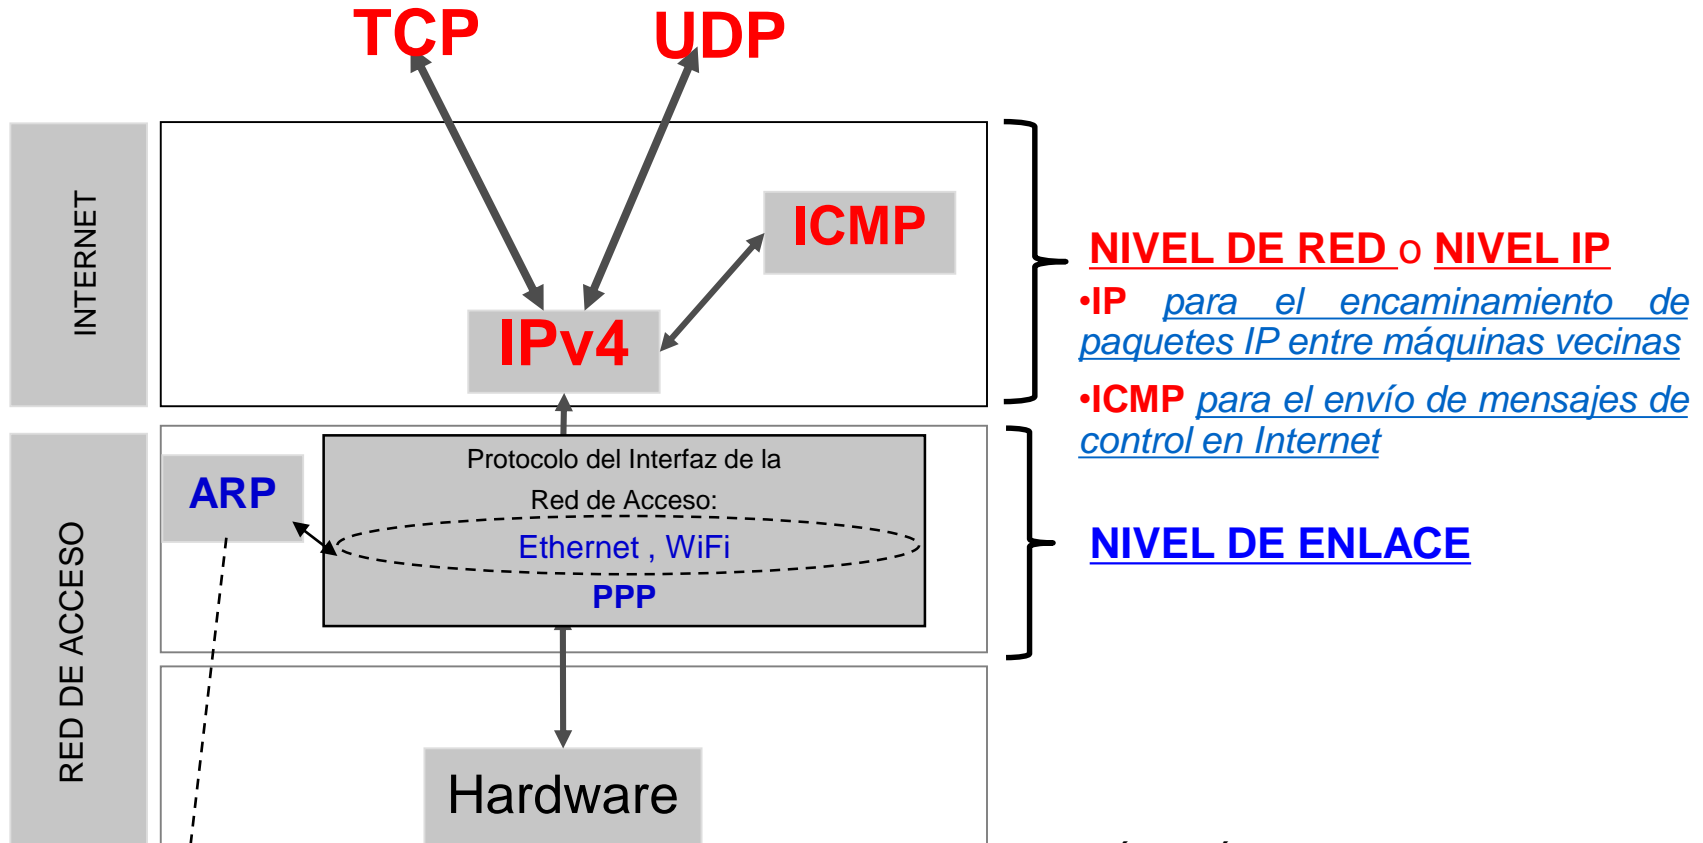 TCP
UDP
INTERNET
ICMP
IPv4
NIVEL DE RED o NIVEL IP
•IP para el encaminamiento de
paquetes IP entre máquinas vecinas
•ICMP para el envío de mensajes de
control en Internet
RED DE ACCESO
ARP
Protocolo del Interfaz de la
Red de Acceso:
Ethernet , WiFi
PPP
NIVEL DE ENLACE
Hardware